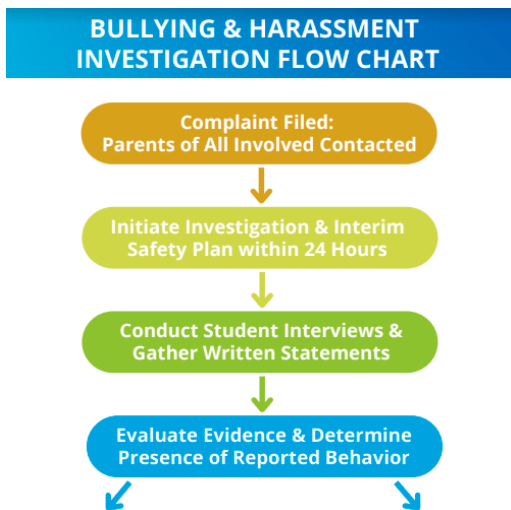 BULLYING & HARASSMENT
INVESTIGATION FLOW CHART
Complaint Filed:
Parents of All Involved Contacted
Initiate Investigation & Interim
Safety Plan within 24 Hours
Conduct Student Interviews &
Gather Written Statements
Evaluate Evidence & Determine
Presence of Reported Behavior